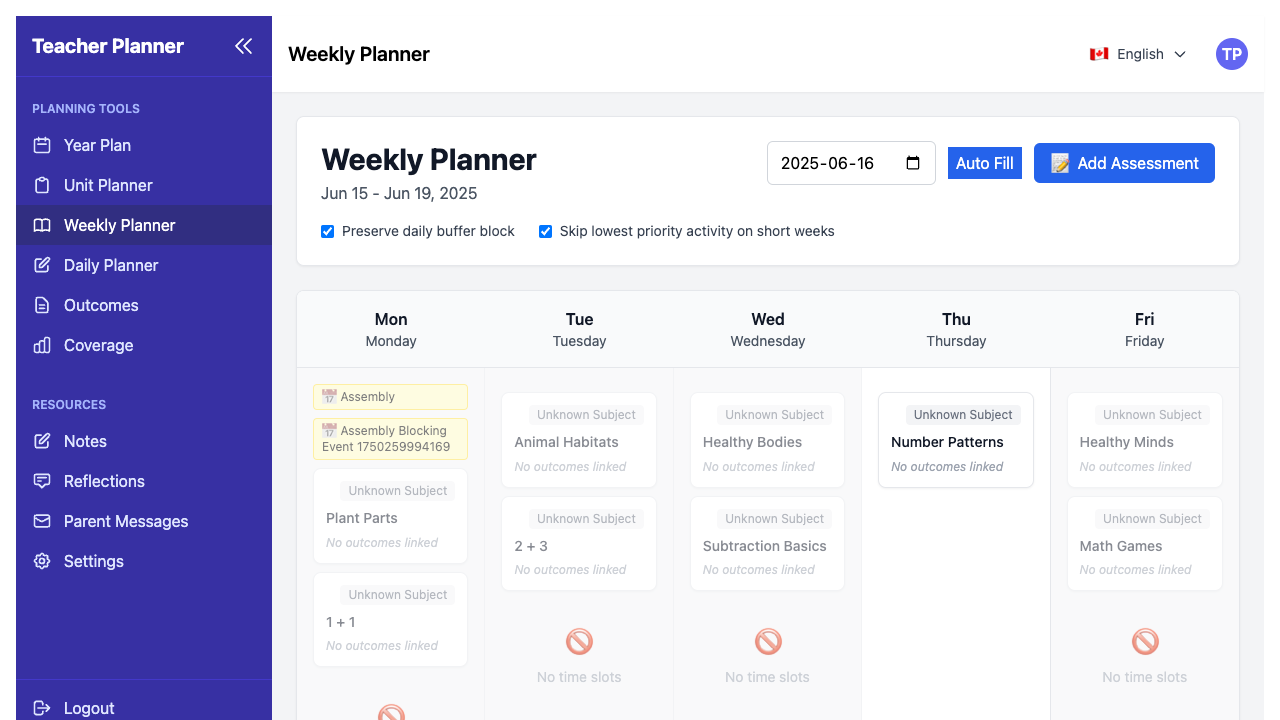 Teacher Planner
PLANNING TOOLS
Year Plan
Unit Planner
Weekly Planner
Daily Planner
Outcomes
Coverage
RESOURCES
Notes
Reflections
Parent Messages
Settings
Logout
Weekly Planner
English
TP
Weekly Planner
Jun 15 - Jun 19, 2025
2025-06-16
Auto Fill
Add Assessment
Preserve daily buffer block
Skip lowest priority activity on short weeks
Mon
Monday
Tue
Tuesday
Wed
Wednesday
Thu
Thursday
Fri
Friday
Assembly
Assembly Blocking
Event 1750259994169
Unknown Subject
Plant Parts
No outcomes linked
Unknown Subject
1 + 1
No outcomes linked
Unknown Subject
Animal Habitats
No outcomes linked
Unknown Subject
2 + 3
No outcomes linked
No time slots
Unknown Subject
Healthy Bodies
No outcomes linked
Unknown Subject
Subtraction Basics
No outcomes linked
No time slots
Unknown Subject
Number Patterns
No outcomes linked
Unknown Subject
Healthy Minds
No outcomes linked
Unknown Subject
Math Games
No outcomes linked
No time slots